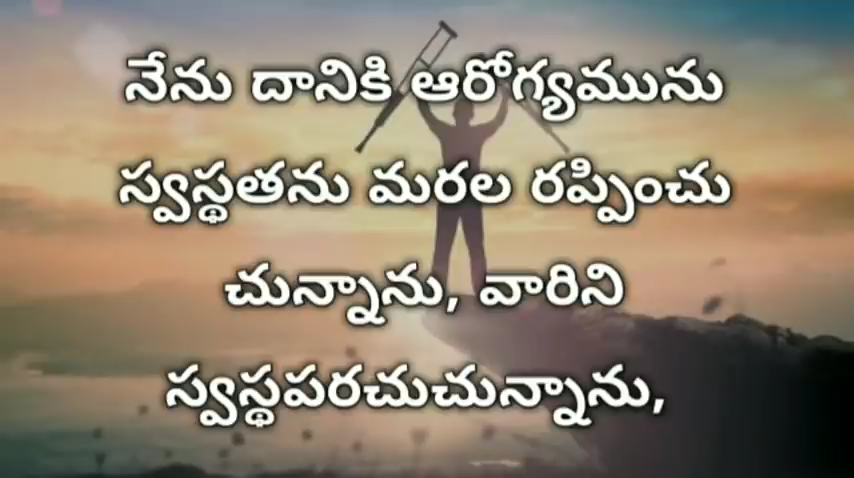 నేను దానికి ఆరోగ్యమును
స్వస్థతను మరల రప్పించు
చున్నాను, వారిని
స్వస్థపరచుచున్నాను,